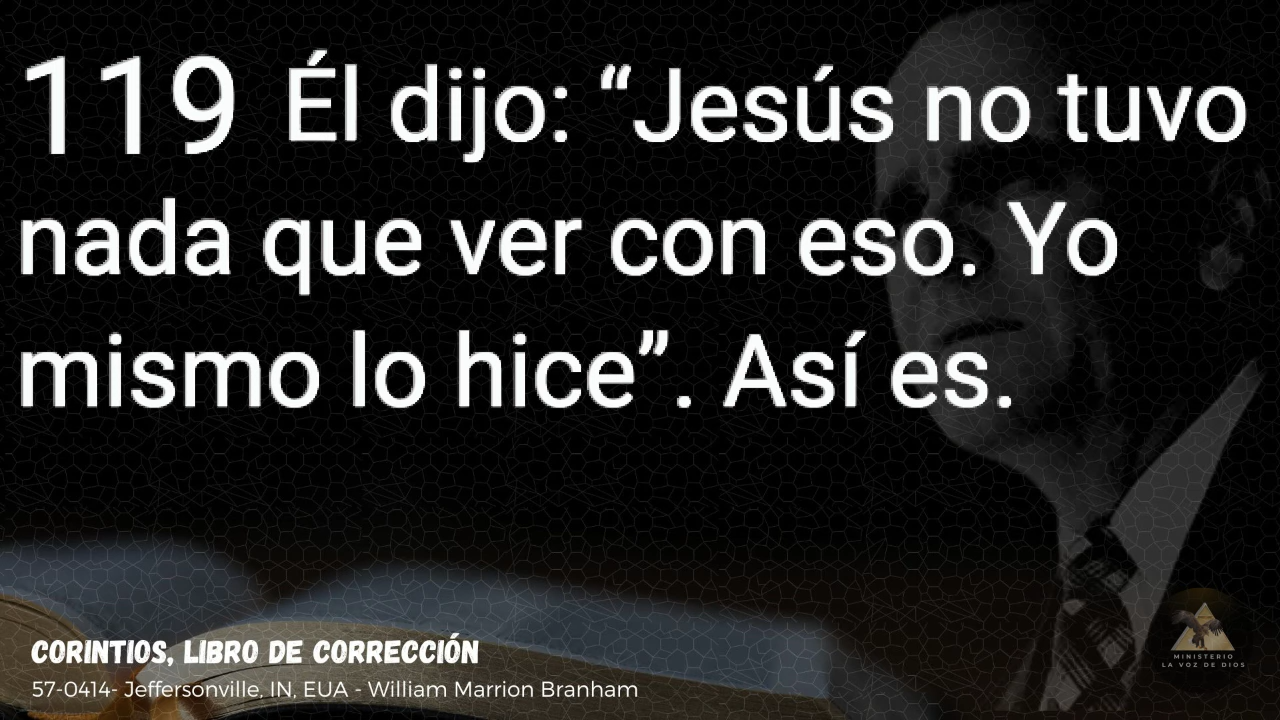 119 Él dijo: “Jesús no tuvo
nada que ver con eso. Yo
mismo lo hice”. Así es.
CORINTIOS, LIBRO DE CORRECCIÓN
57-0414- Jeffersonville, IN, EUA - William Marrion Branham
MINISTERIO
LA VOZ DE DIOS